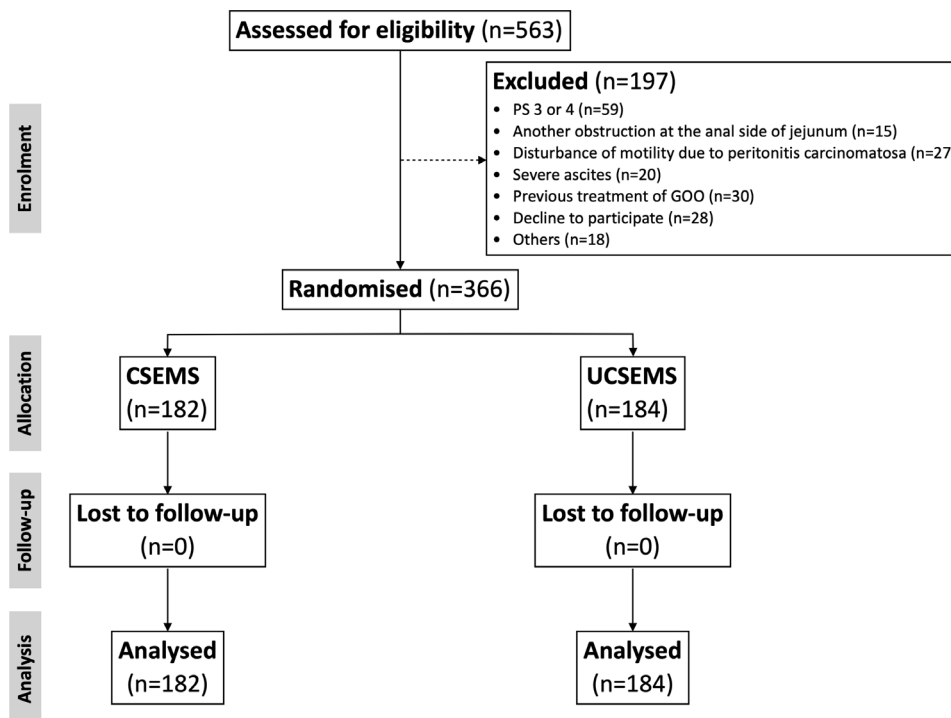 Assessed for eligibility (n=563)
Excluded (n=197)
• PS 3 or 4 (n=59)
• Another obstruction at the anal side of jejunum (n=15)
• Disturbance of motility due to peritonitis carcinomatosa (n=27
• Severe ascites (n=20)
• Previous treatment of GOO (n=30)
• Decline to participate (n=28)
• Others (n=18)
Enrolment
Randomised (n=366)
Allocation
CSEMS
(n=182)
UCSEMS
(n=184)
Follow-up
Lost to follow-up
(n=0)
Lost to follow-up
(n=0)
Analysis
Analysed
(n=182)
Analysed
(n=184)